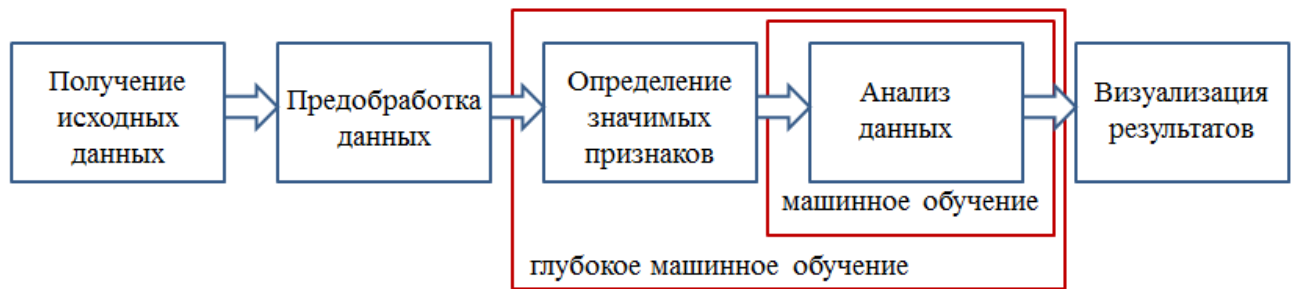 Получение
исходных
данных
Предобработка
данных
Определение
значимых
признаков
Анализ
данных
Визуализация
результатов
машинное обучение
глубокое машинное обучение